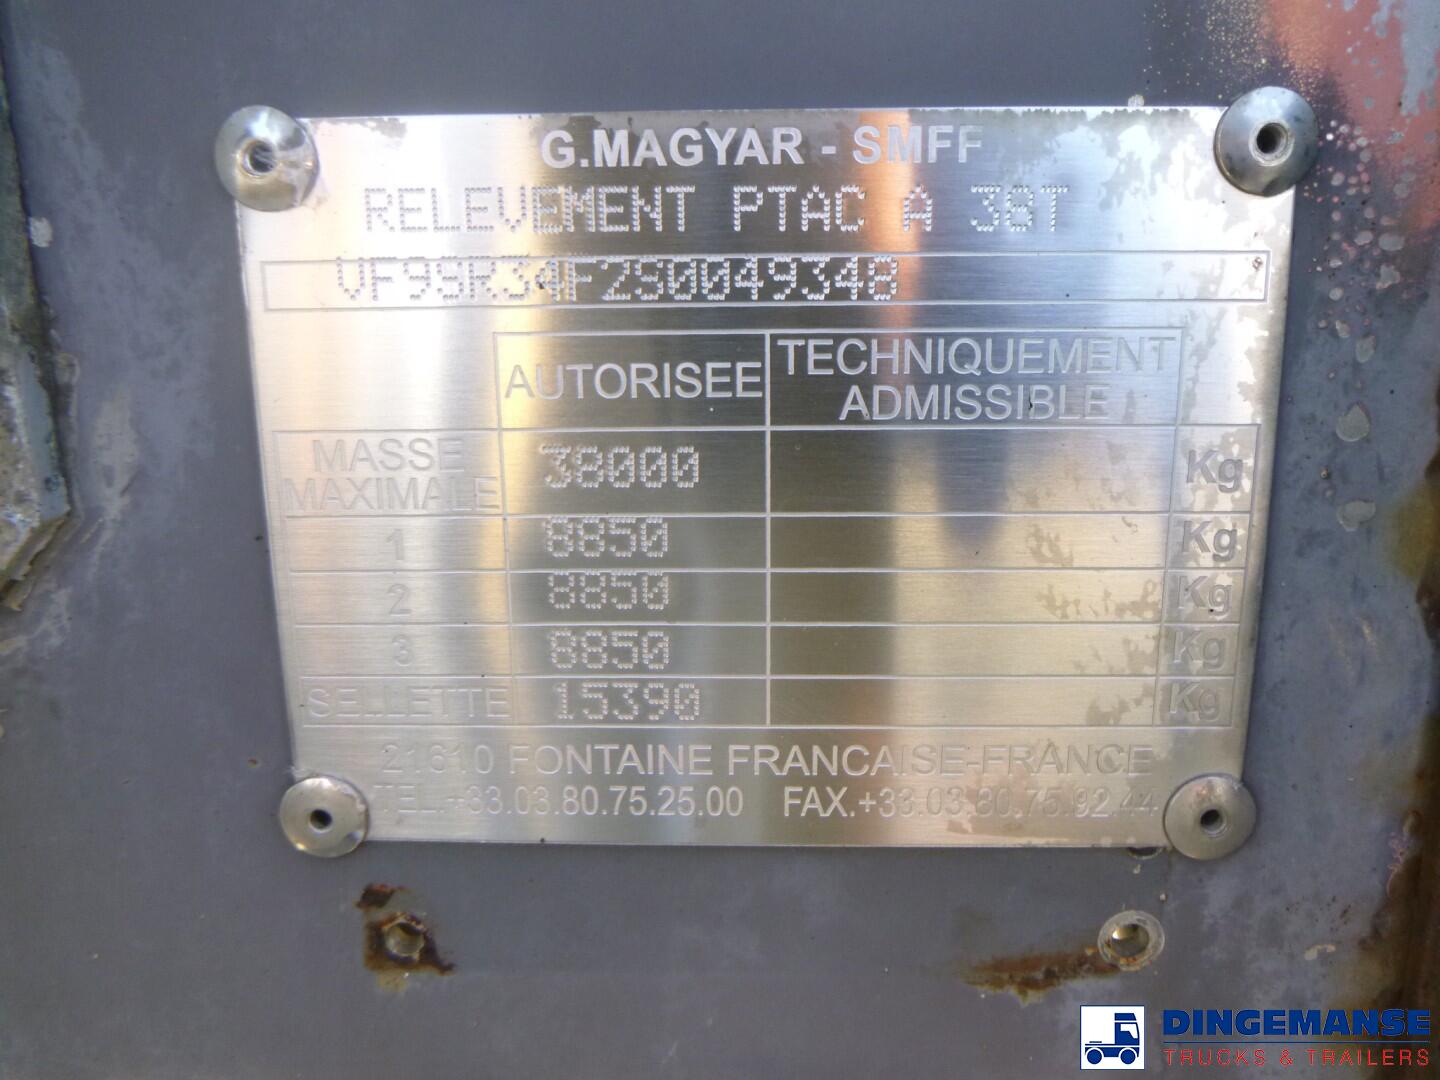 G.MAGYAR - SMFF
RELEVEMENT PTAC A 38T
VF9SR34F2S0049348
AUTORISEE TECHNIQUEMENT ADMISSIBLE
MASSE MAXIMALE 38000 Kg
1 8850 Kg
2 8850 Kg
3 8850 Kg
SELLETTE 15390 Kg
21610 FONTAINE FRANCAISE-FRANCE
TEL.+33.03.80.75.25.00 FAX.+33.03.80.75.92.44
DINGEMANSE
TRUCKS & TRAILERS